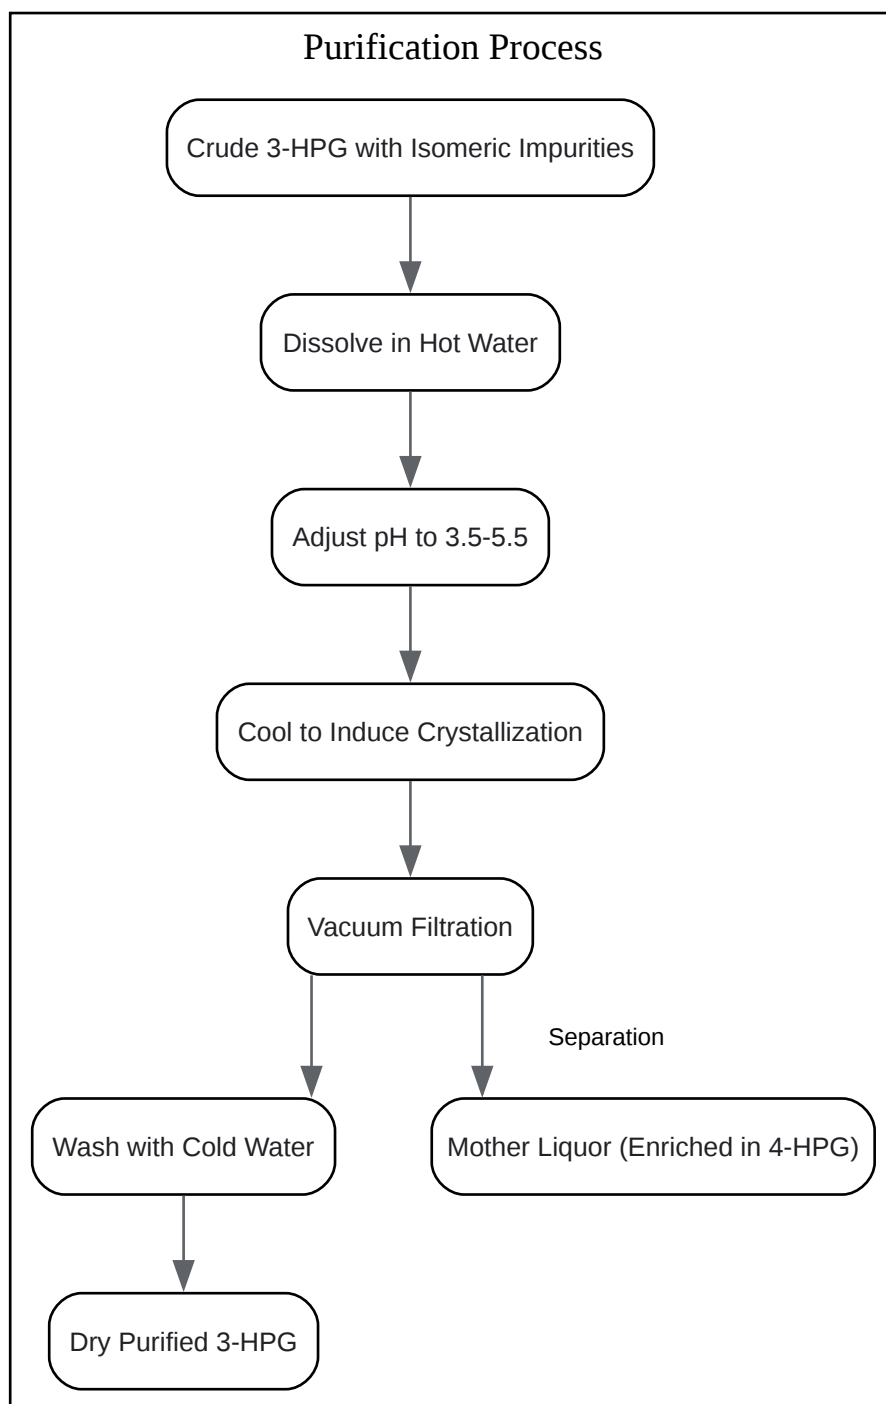 Purification Process
Crude 3-HPG with Isomeric Impurities
Dissolve in Hot Water
Adjust pH to 3.5-5.5
Cool to Induce Crystallization
Vacuum Filtration
Separation
Wash with Cold Water
Mother Liquor (Enriched in 4-HPG)
Dry Purified 3-HPG